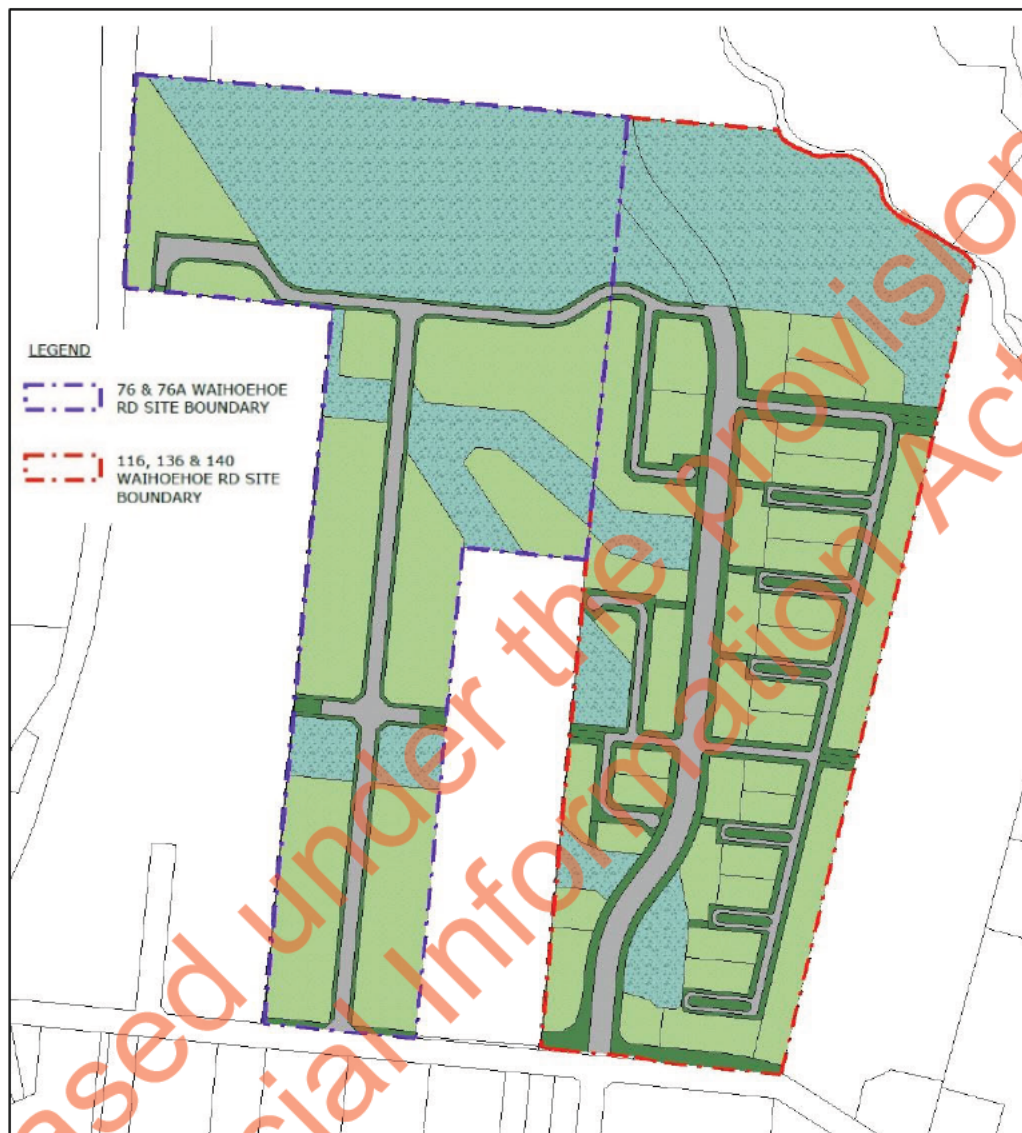 LEGEND
76 & 76A WAIHOEHOE
RD SITE BOUNDARY
116, 136 & 140
WAIHOEHOE RD SITE
BOUNDARY
ased under the provision
cial Information Act